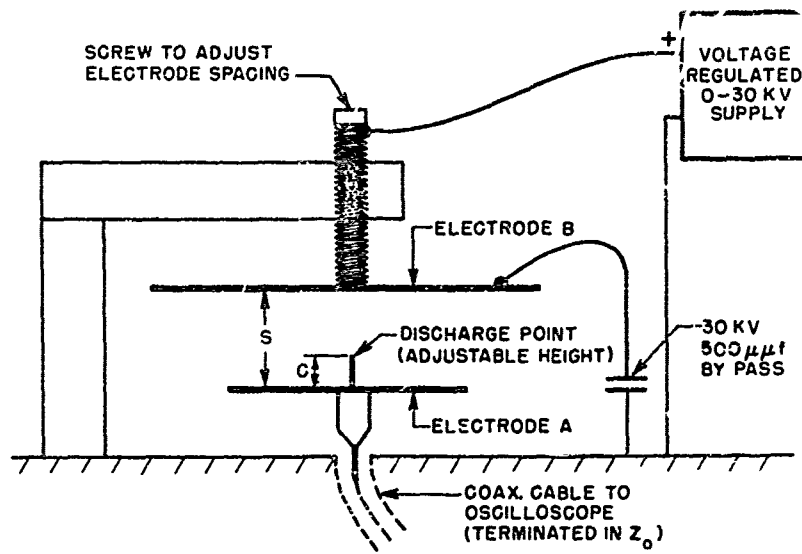 SCREW TO ADJUST
ELECTRODE SPACING
+
VOLTAGE
REGULATED
0-30 KV
SUPPLY
ELECTRODE B
S
DISCHARGE POINT
(ADJUSTABLE HEIGHT)
C
30 KV
500 μμf
BY PASS
ELECTRODE A
COAX. CABLE TO
OSCILLOSCOPE
(TERMINATED IN Z₀)